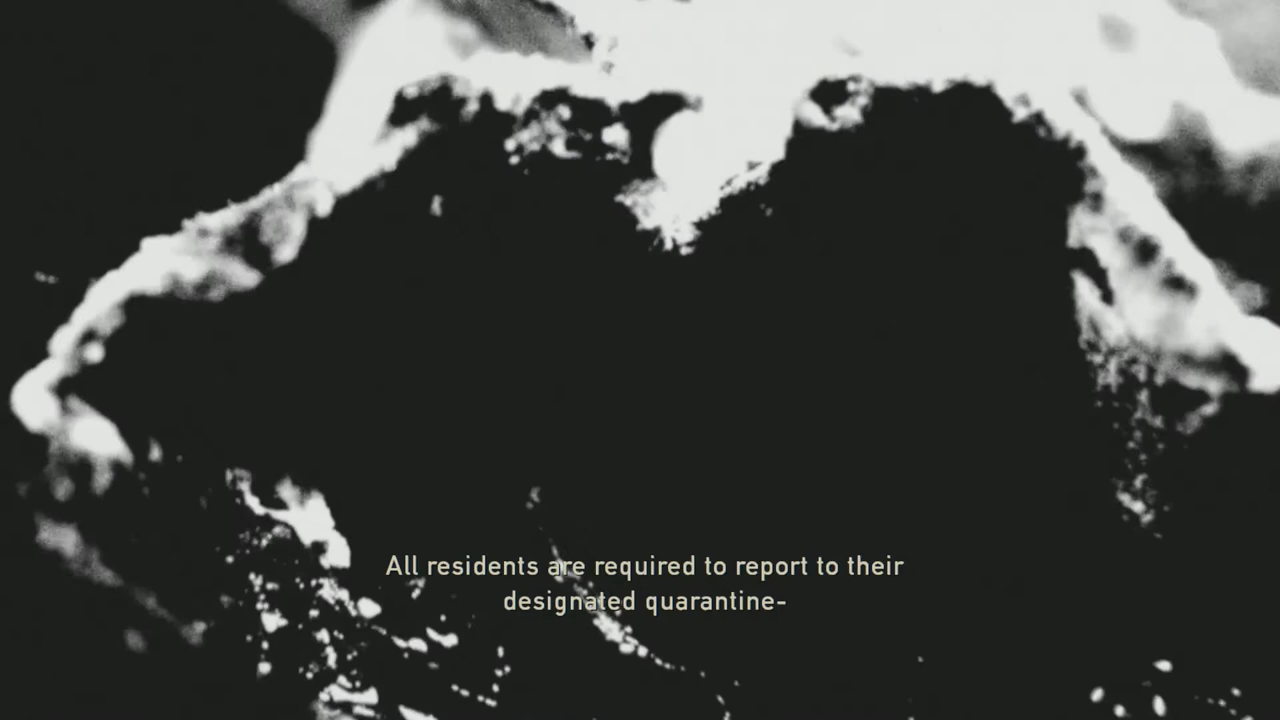 All residents are required to report to their
designated quarantine-